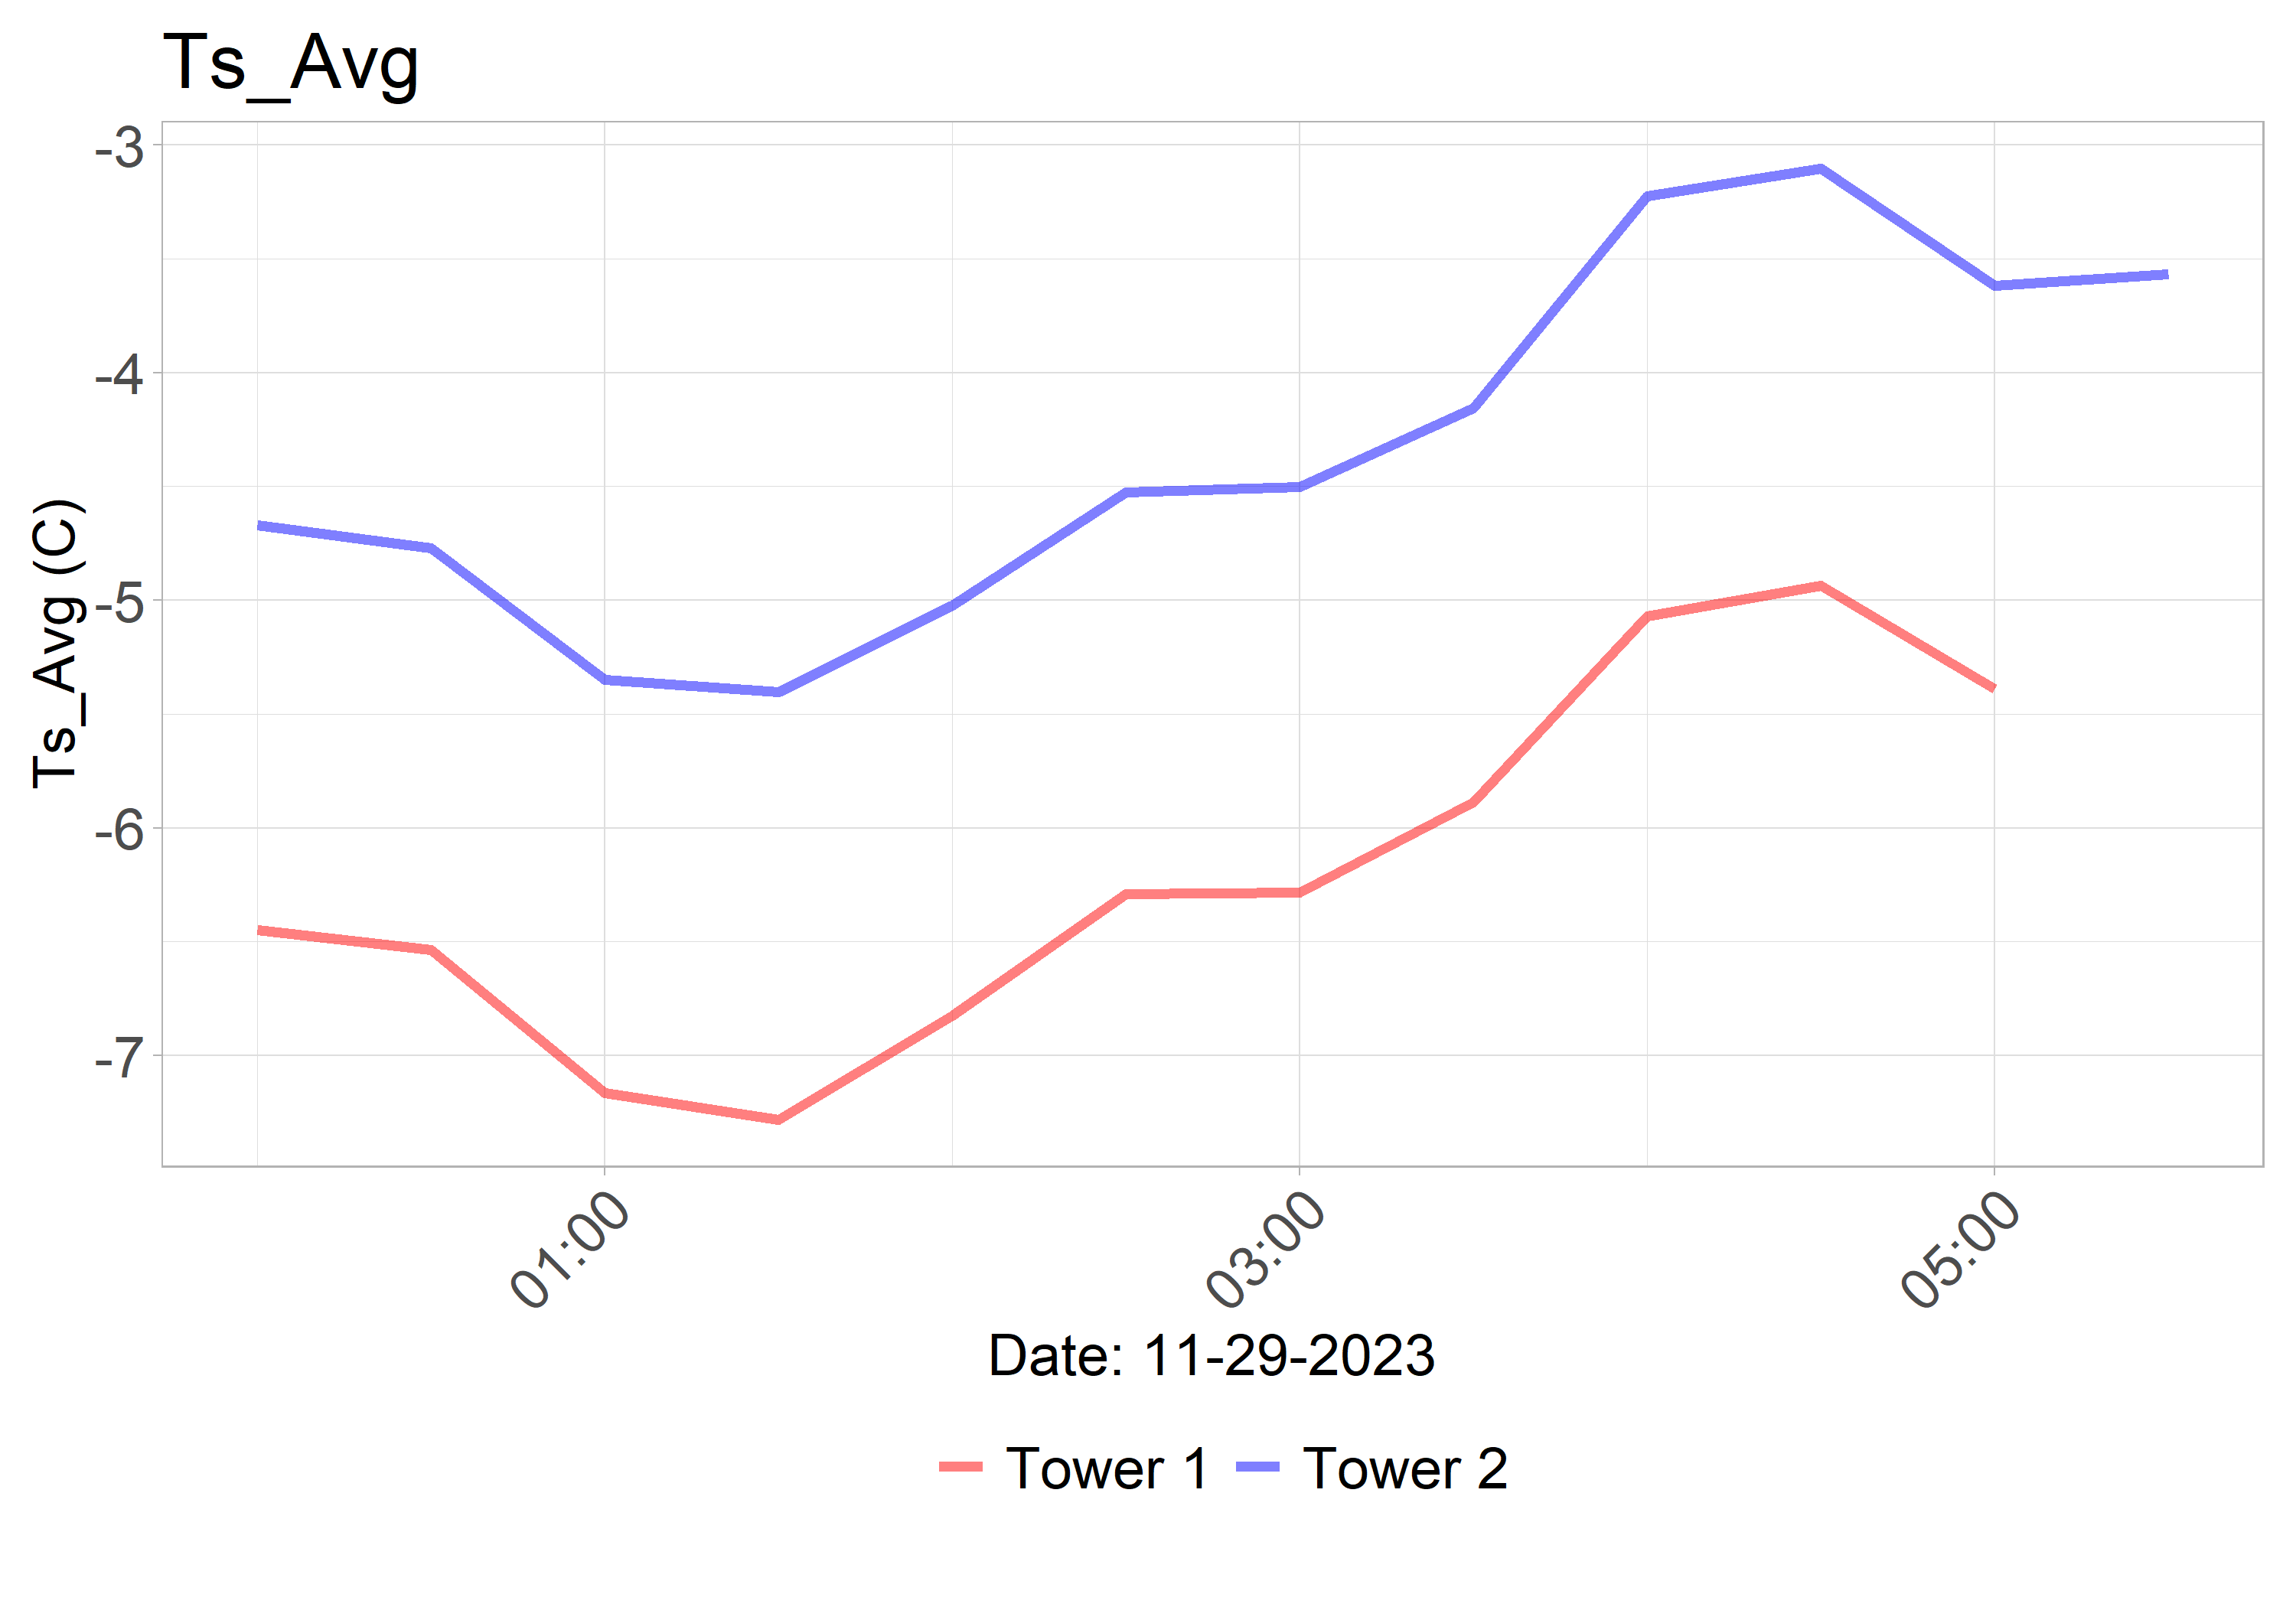 Ts_Avg
Ts_Avg (C)
-3
-4
-5
-6
-7
01:00 03:00 05:00
Date: 11-29-2023
Tower 1 Tower 2